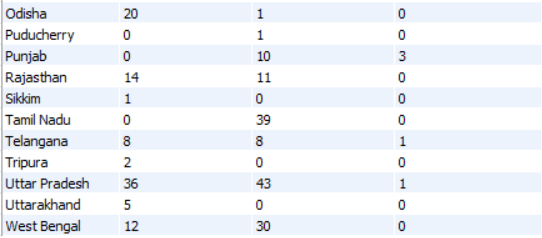 Odisha 20 1 0
Puducherry 0 1 0
Punjab 0 10 3
Rajasthan 14 11 0
Sikkim 1 0 0
Tamil Nadu 0 39 0
Telangana 8 8 1
Tripura 2 0 0
Uttar Pradesh 36 43 1
Uttarakhand 5 0 0
West Bengal 12 30 0